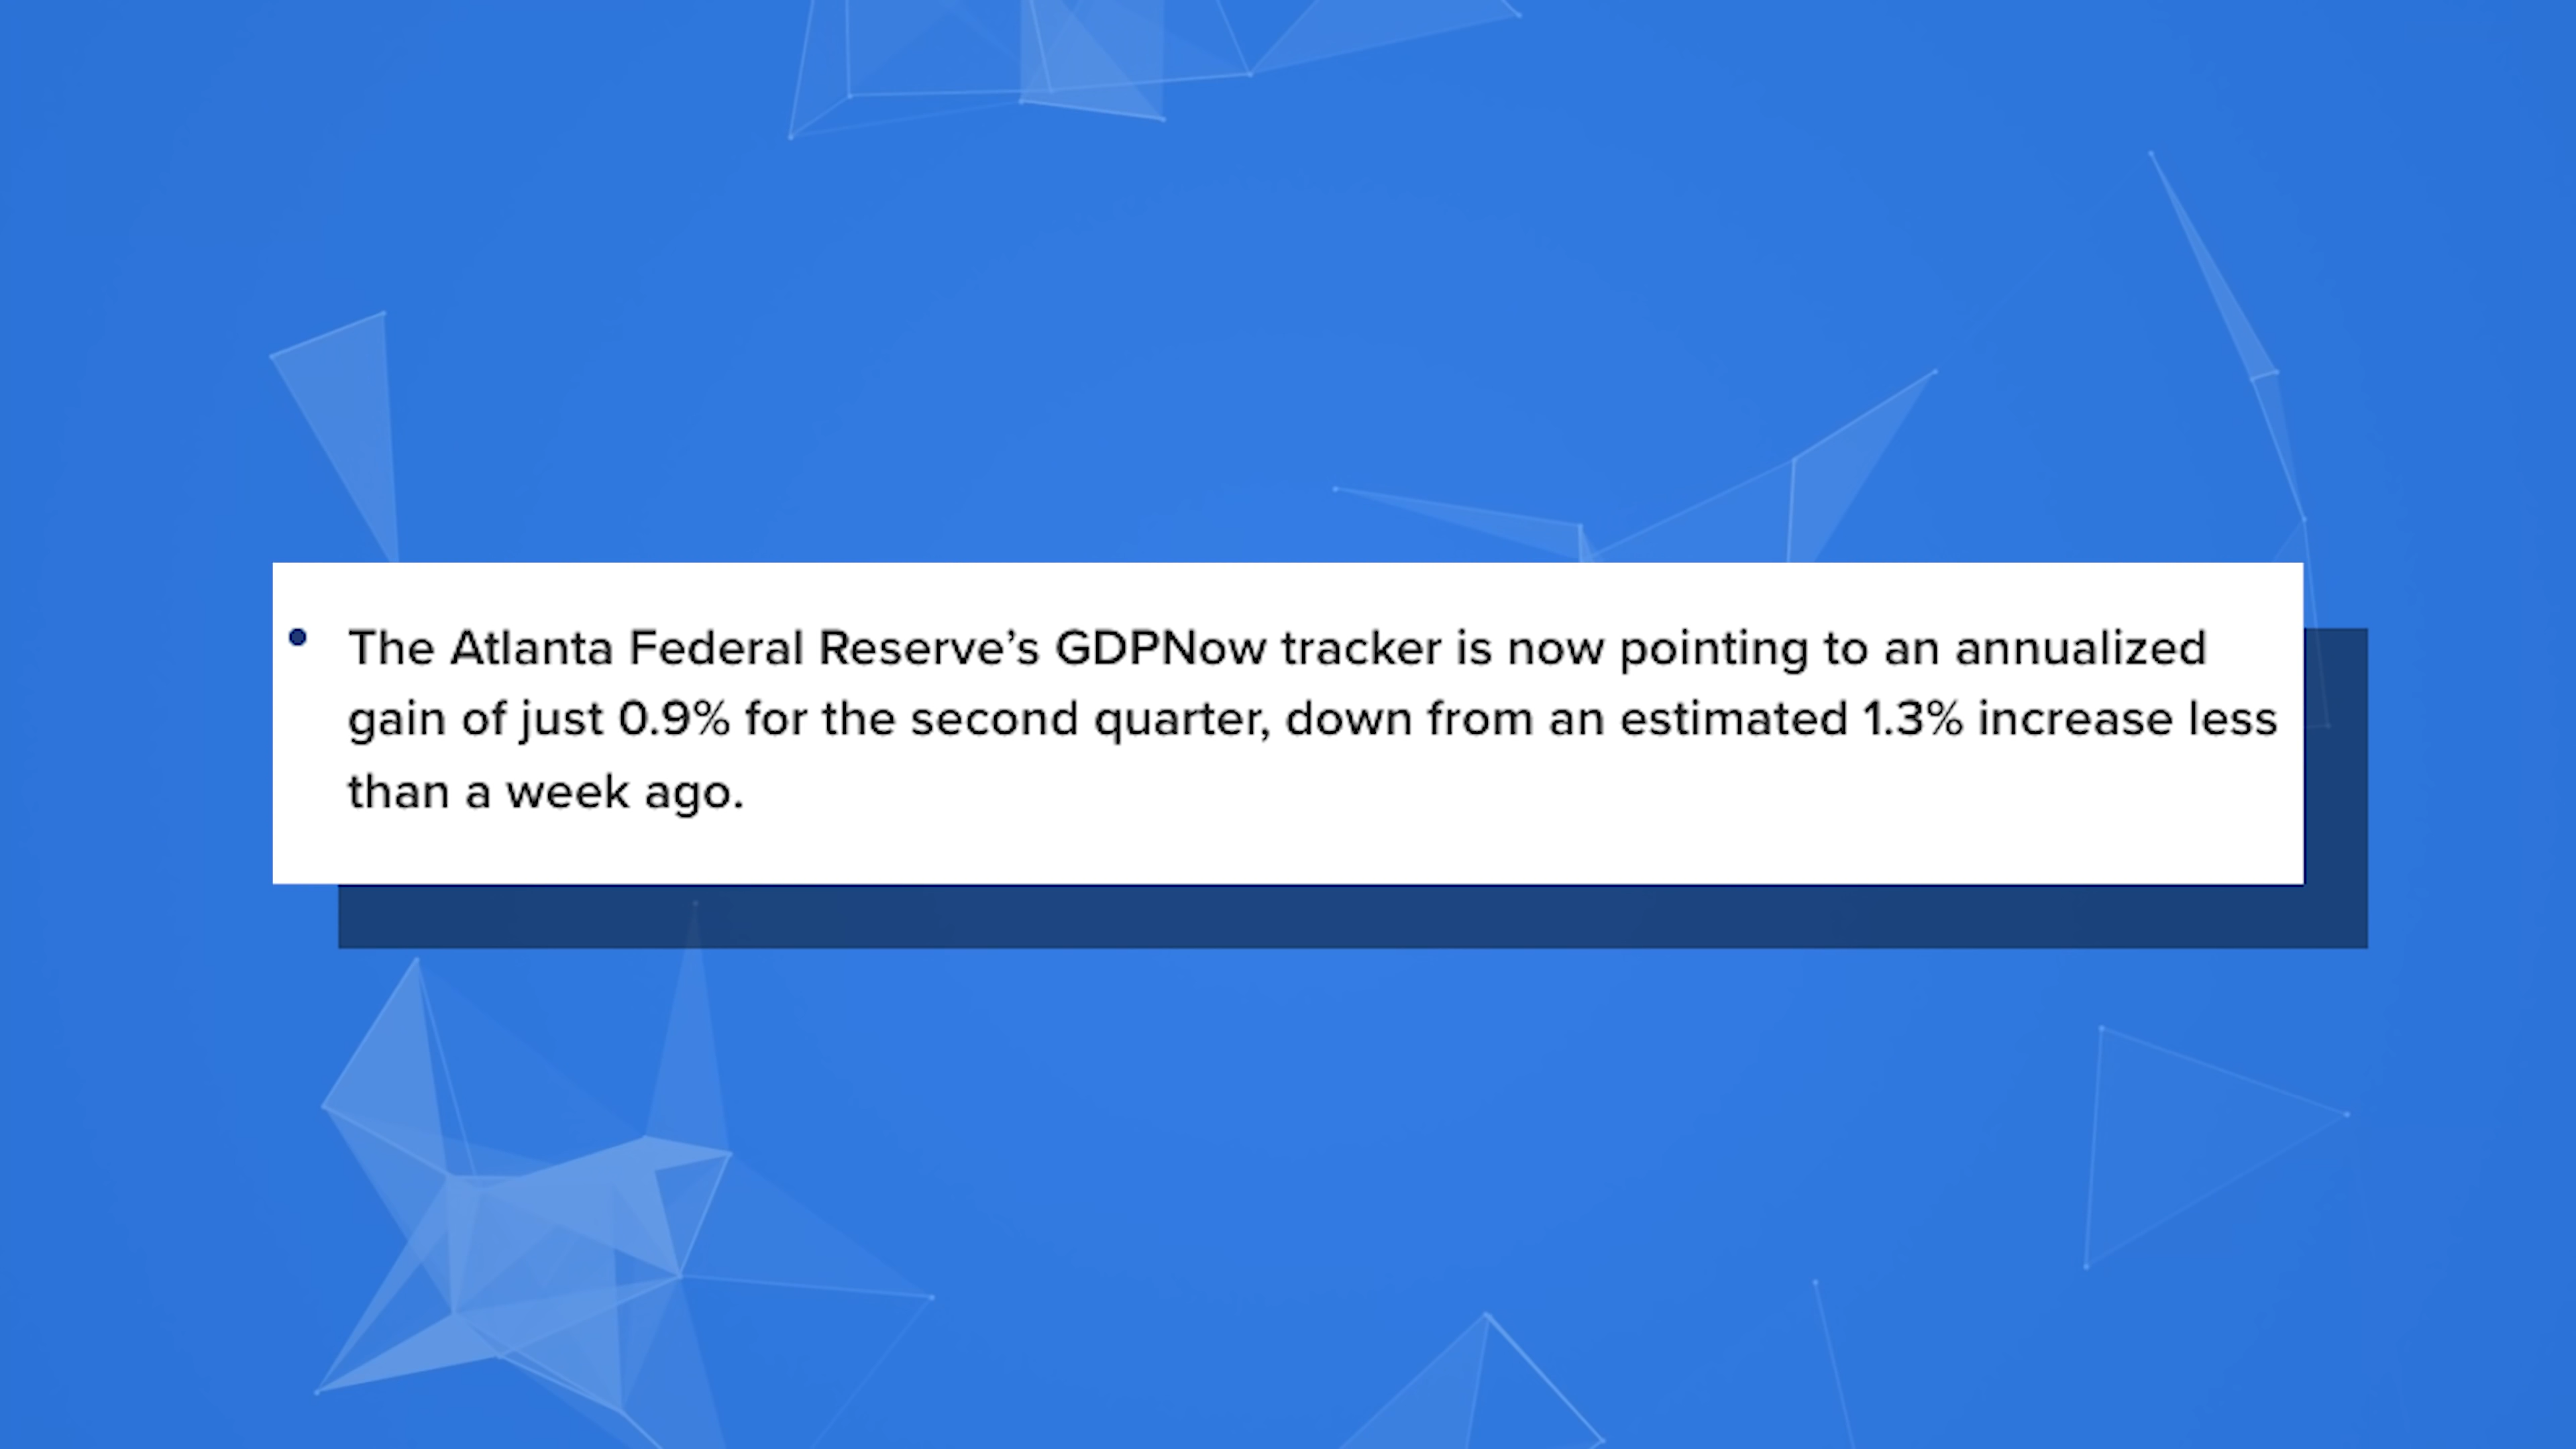 • The Atlanta Federal Reserve’s GDPNow tracker is now pointing to an annualized
gain of just 0.9% for the second quarter, down from an estimated 1.3% increase less
than a week ago.